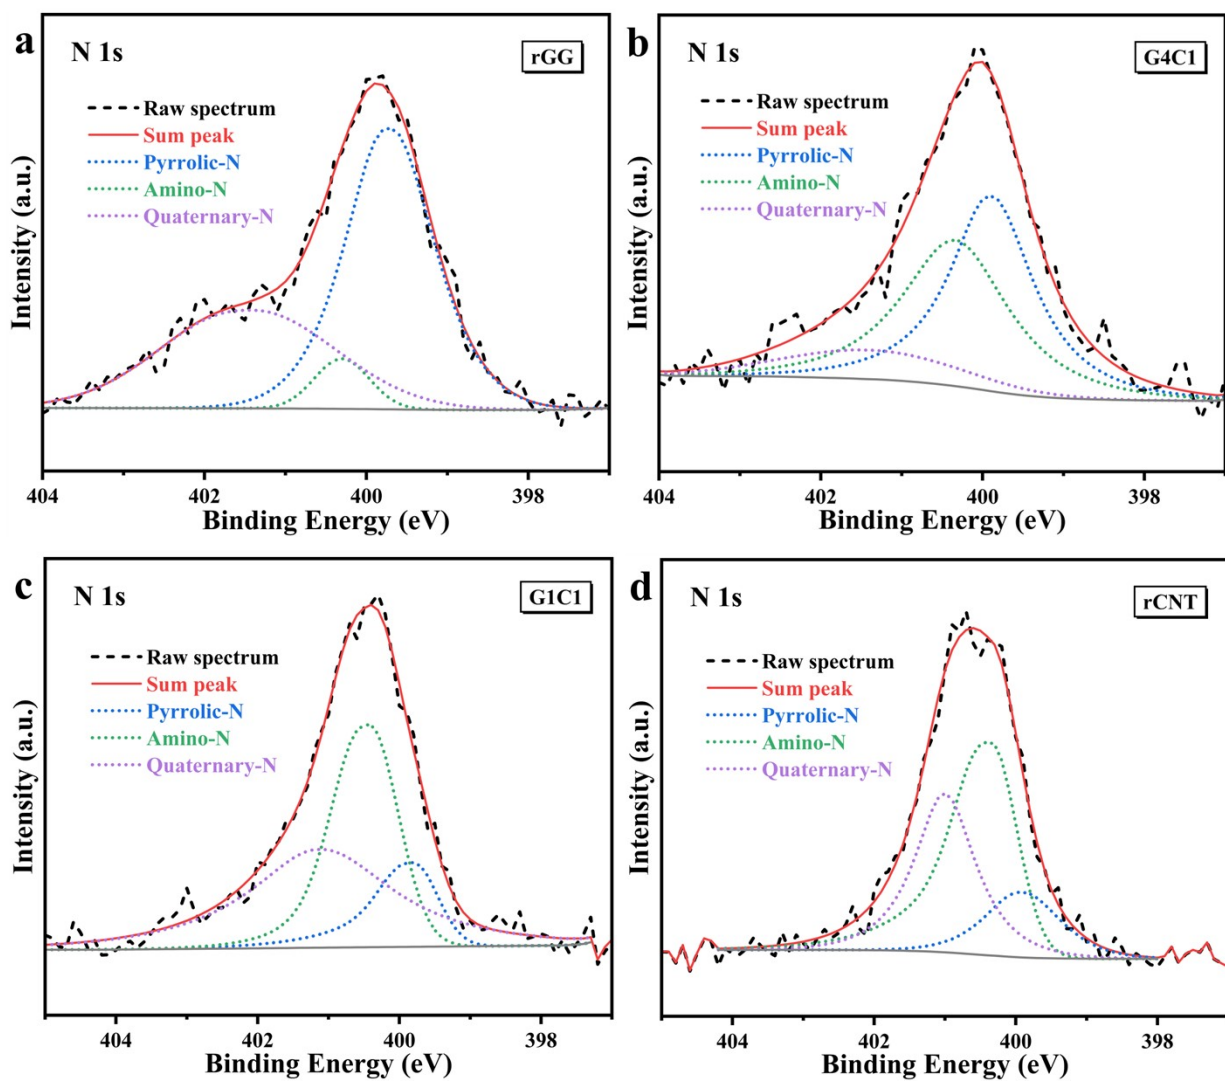 a
N 1s
rGG
Raw spectrum
Sum peak
Pyrrolic-N
Amino-N
Quaternary-N
Intensity (a.u.)
404 402 400 398
Binding Energy (eV)
b
N 1s
G4C1
Raw spectrum
Sum peak
Pyrrolic-N
Amino-N
Quaternary-N
Intensity (a.u.)
404 402 400 398
Binding Energy (eV)
c
N 1s
G1C1
Raw spectrum
Sum peak
Pyrrolic-N
Amino-N
Quaternary-N
Intensity (a.u.)
404 402 400 398
Binding Energy (eV)
d
N 1s
rCNT
Raw spectrum
Sum peak
Pyrrolic-N
Amino-N
Quaternary-N
Intensity (a.u.)
404 402 400 398
Binding Energy (eV)